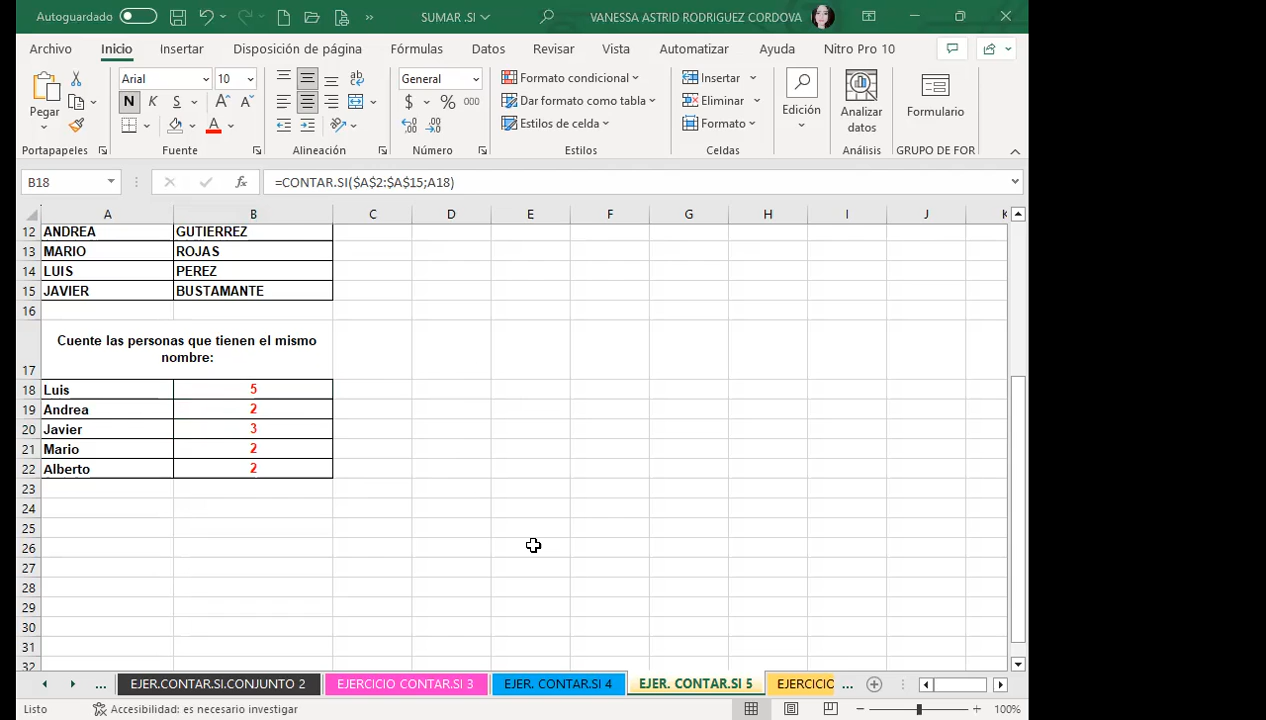 Autoguardado
SUMAR .SI
VANESSA ASTRID RODRIGUEZ CORDOVA
Archivo Inicio Insertar Disposición de página Fórmulas Datos Revisar Vista Automatizar Ayuda Nitro Pro 10
Pegar
Portapapeles
Arial 10
N K S A A
A
Fuente
ab
Alineación
General
$ % 000
Número
Formato condicional
Dar formato como tabla
Estilos de celda
Estilos
Insertar
Eliminar
Formato
Celdas
Edición
Analizar
datos
Análisis
Formulario
GRUPO DE FOR
B18 fx =CONTAR.SI($A$2:$A$15;A18)
A B C D E F G H I J K
12 ANDREA GUTIERREZ
13 MARIO ROJAS
14 LUIS PEREZ
15 JAVIER BUSTAMANTE
16
Cuente las personas que tienen el mismo
nombre:
17
18 Luis 5
19 Andrea 2
20 Javier 3
21 Mario 2
22 Alberto 2
23
24
25
26
27
28
29
30
31
32
... EJER.CONTAR.SI.CONJUNTO 2 EJERCICIO CONTAR.SI 3 EJER. CONTAR.SI 4 EJER. CONTAR.SI 5 EJERCICIO ...
Listo Accesibilidad: es necesario investigar 100%